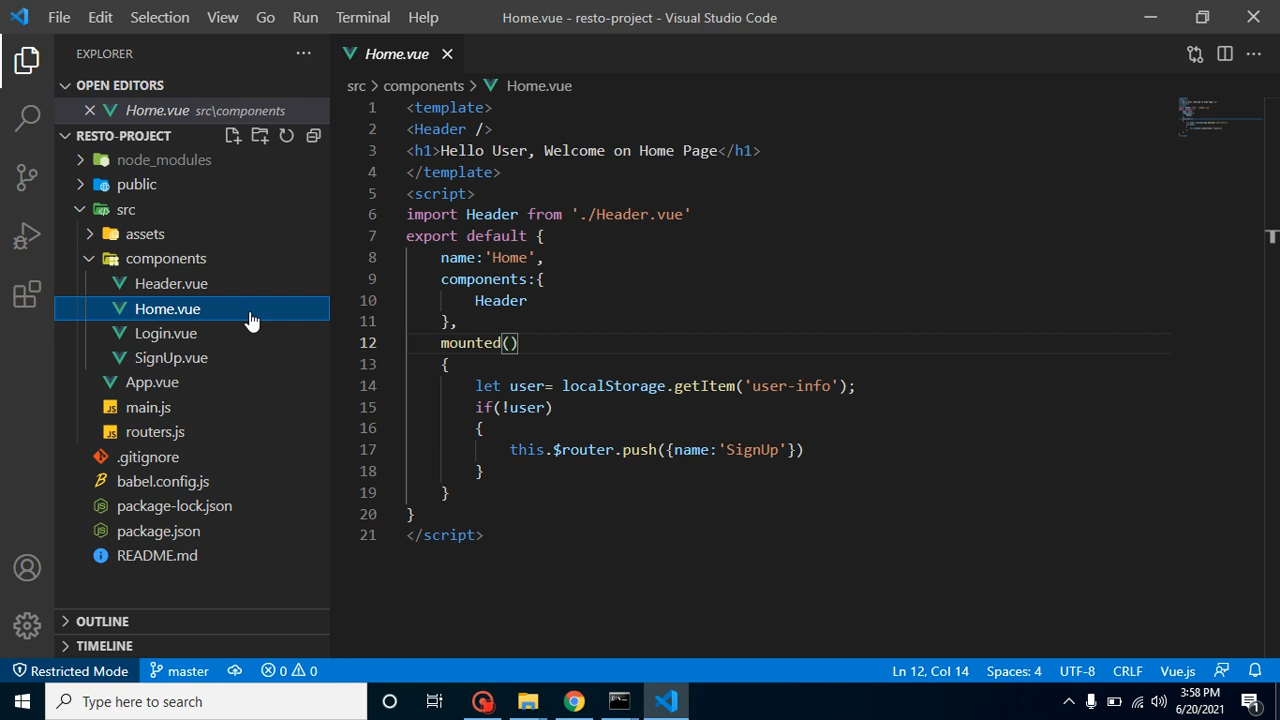 File Edit Selection View Go Run Terminal Help
Home.vue - resto-project - Visual Studio Code
EXPLORER
OPEN EDITORS
Home.vue src\components
RESTO-PROJECT
node_modules
public
src
assets
components
Header.vue
Home.vue
Login.vue
SignUp.vue
App.vue
JS main.js
JS routers.js
.gitignore
babel.config.js
package-lock.json
package.json
README.md
OUTLINE
TIMELINE
Home.vue
src > components > Home.vue
1 <template>
2 <Header />
3 <h1>Hello User, Welcome on Home Page</h1>
4 </template>
5 <script>
6 import Header from './Header.vue'
7 export default {
8 name:'Home',
9 components:{
10 Header
11 },
12 mounted()
13 {
14 let user= localStorage.getItem('user-info');
15 if(!user)
16 {
17 this.$router.push({name:'SignUp'})
18 }
19 }
20 }
21 </script>
Restricted Mode master 0 0 Ln 12, Col 14 Spaces: 4 UTF-8 CRLF Vue.js
Type here to search
3:58 PM
6/20/2021
1